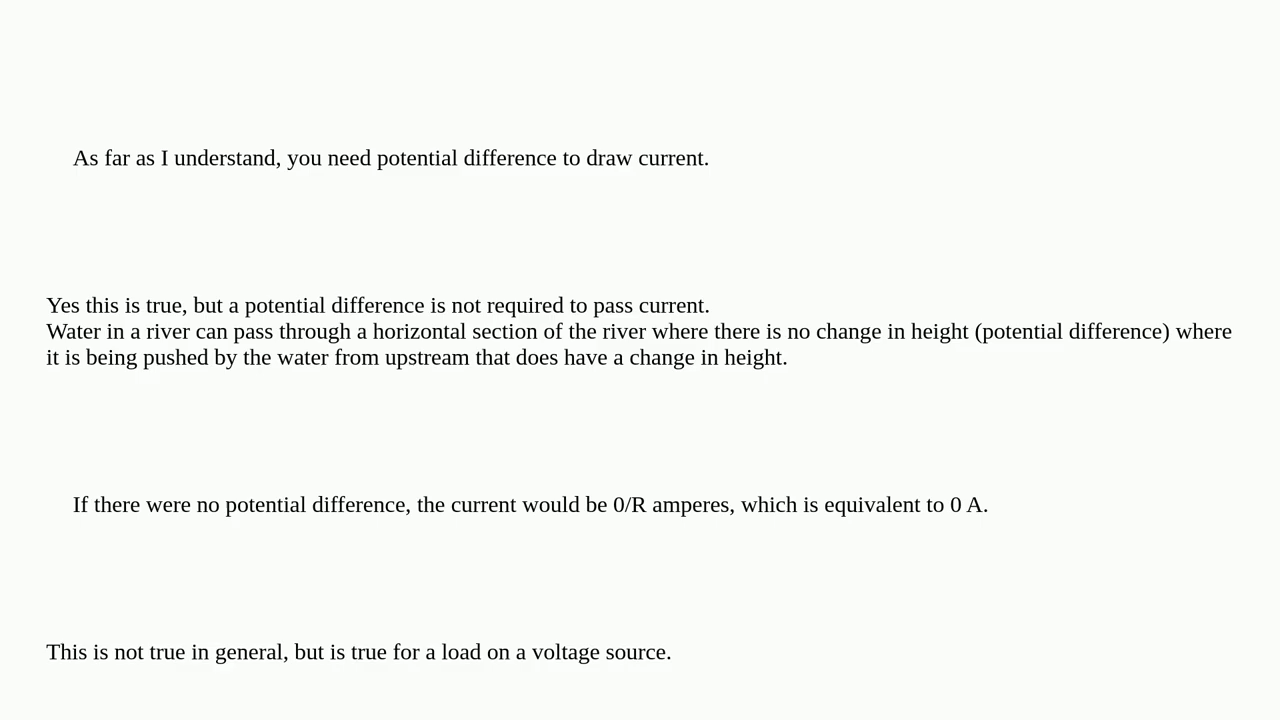 As far as I understand, you need potential difference to draw current.
Yes this is true, but a potential difference is not required to pass current.
Water in a river can pass through a horizontal section of the river where there is no change in height (potential difference) where
it is being pushed by the water from upstream that does have a change in height.
If there were no potential difference, the current would be 0/R amperes, which is equivalent to 0 A.
This is not true in general, but is true for a load on a voltage source.